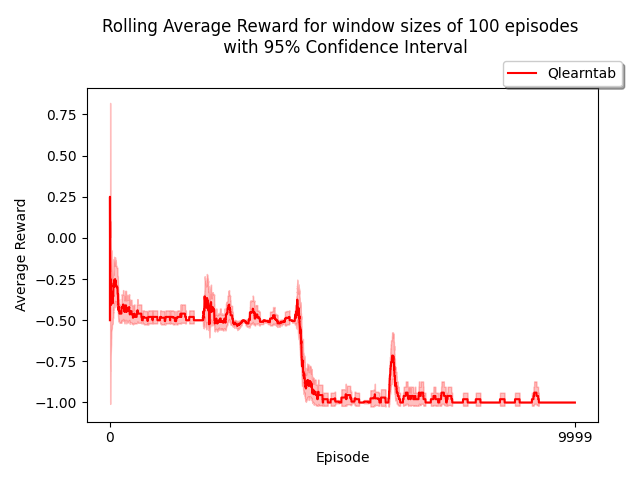 Rolling Average Reward for window sizes of 100 episodes
with 95% Confidence Interval
Qlearntab
0.75
0.50
0.25
0.00
−0.25
−0.50
−0.75
−1.00
Average Reward
0
9999
Episode